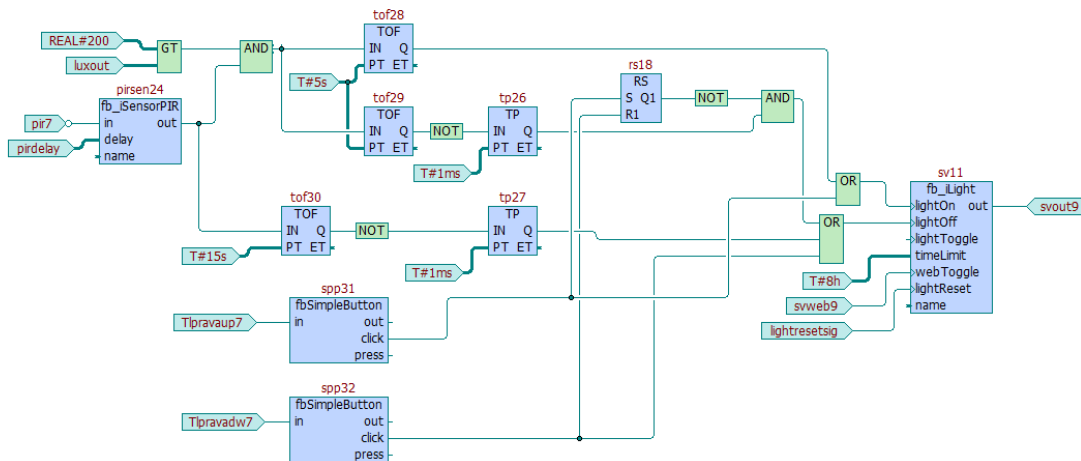 tof28
TOF
IN Q
PT ET
REAL#200
luxout
GT
AND
T#5s
pirsen24
fb_iSensorPIR
in out
delay
name
pir7
pirdelay
tof29
TOF
IN Q
PT ET
NOT
tp26
TP
IN Q
PT ET
T#1ms
rs18
RS
S Q1
R1
NOT
AND
tof30
TOF
IN Q
PT ET
T#15s
NOT
tp27
TP
IN Q
PT ET
T#1ms
OR
OR
sv11
fb_iLight
lightOn out
lightOff
lightToggle
timeLimit
webToggle
lightReset
name
svout9
T#8h
svweb9
lightresetsig
spp31
fbSimpleButton
in out
click
press
Tlpravaup7
spp32
fbSimpleButton
in out
click
press
Tlpravadw7